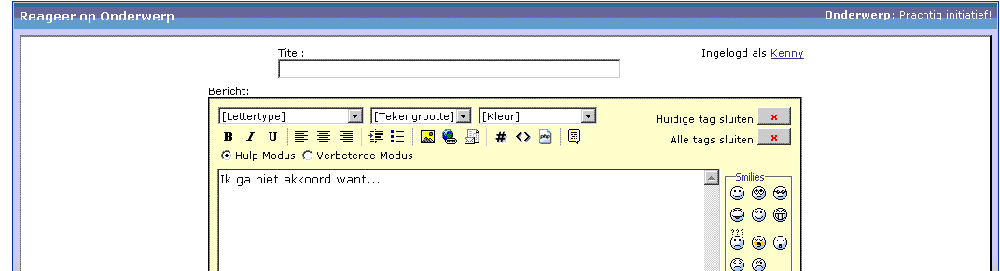 Reageer op Onderwerp
Onderwerp: Prachtig initiatief!
Titel:
Ingelogd als Kenny
Bericht:
[Lettertype] [Tekengrootte] [Kleur]
Huidige tag sluiten x
B I U # <> php
Alle tags sluiten x
Hulp Modus Verbeterde Modus
Ik ga niet akkoord want...
Smilies
???